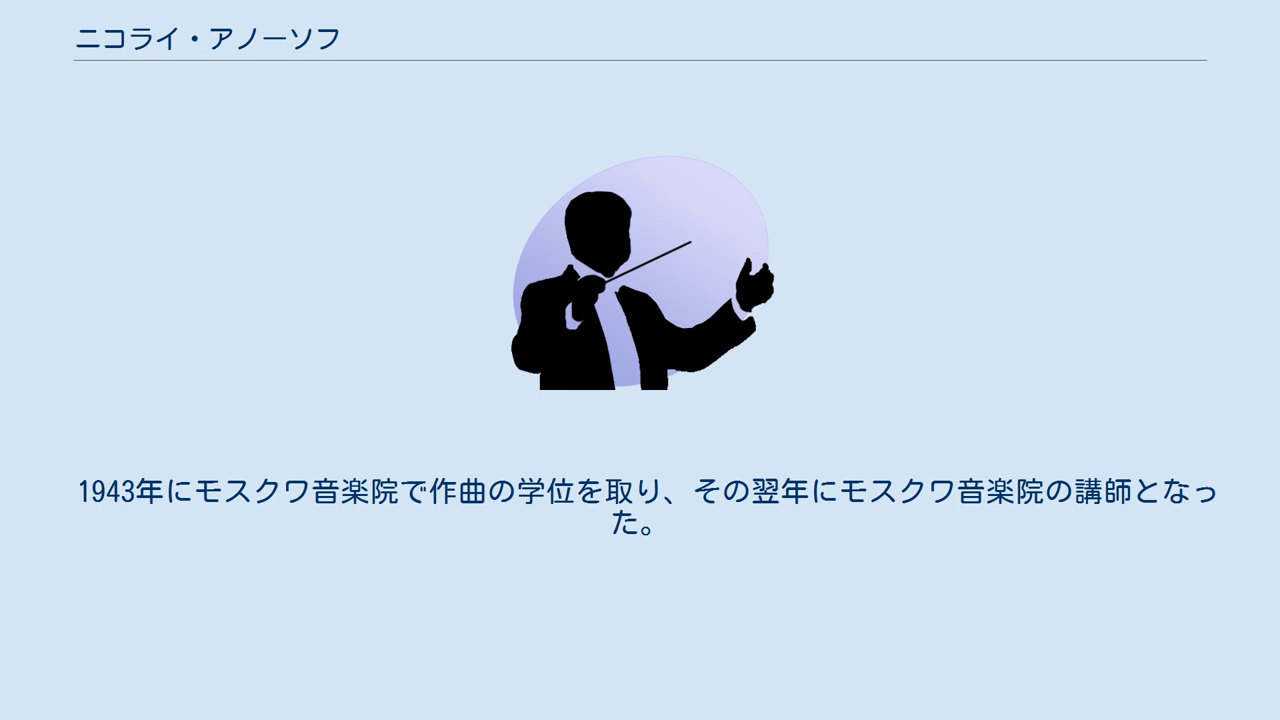 ニコライ・アノーソフ
1943年にモスクワ音楽院で作曲の学位を取り、その翌年にモスクワ音楽院の講師となっ
た。